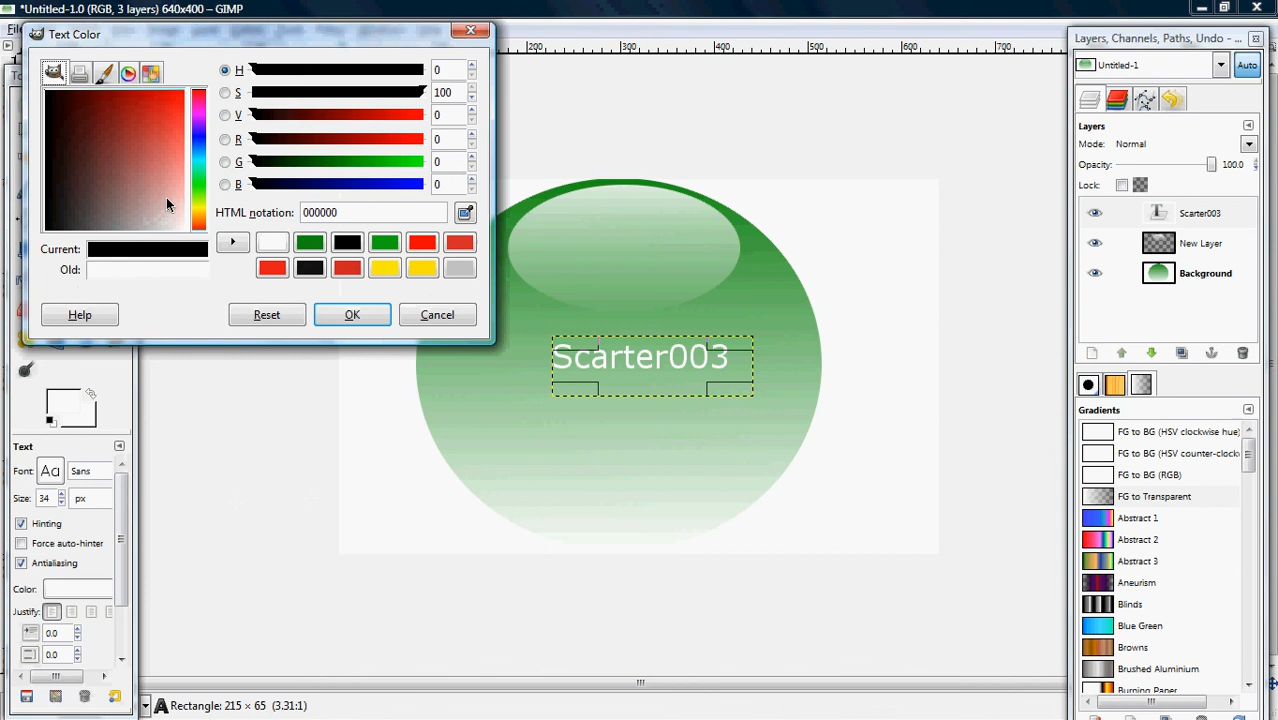 *Untitled-1.0 (RGB, 3 layers) 640x400 – GIMP
Text Color
H 0
S 100
V 0
R 0
G 0
B 0
HTML notation: 000000
Current:
Old:
Help
Reset
OK
Cancel
200 300 400 500 600 700
Scarter003
Text
Font: Aa Sans
Size: 34 px
Hinting
Force auto-hinter
Antialiasing
Color:
Justify:
0.0
0.0
Rectangle: 215 × 65 (3.31:1)
Layers, Channels, Paths, Undo - ...
Untitled-1 Auto
Layers
Mode: Normal
Opacity: 100.0
Lock:
Scarter003
New Layer
Background
Gradients
FG to BG (HSV clockwise hue)
FG to BG (HSV counter-clock
FG to BG (RGB)
FG to Transparent
Abstract 1
Abstract 2
Abstract 3
Aneurism
Blinds
Blue Green
Browns
Brushed Aluminium
Burning Paper